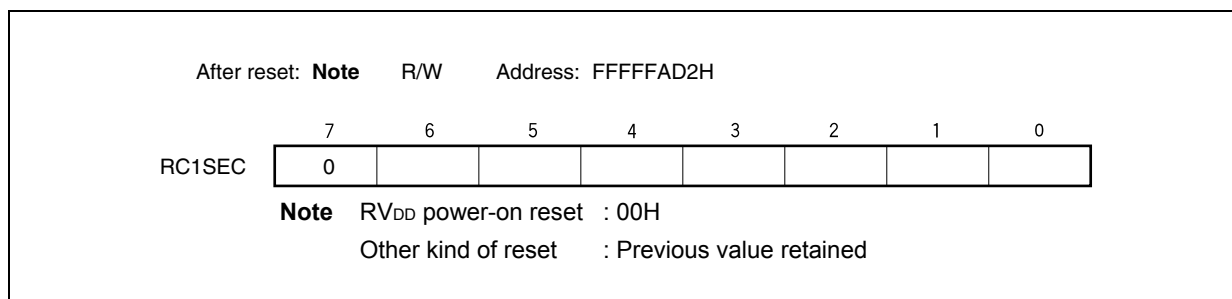 After reset: Note R/W Address: FFFFFAD2H
7 6 5 4 3 2 1 0
RC1SEC 0
Note RVDD power-on reset : 00H
Other kind of reset : Previous value retained